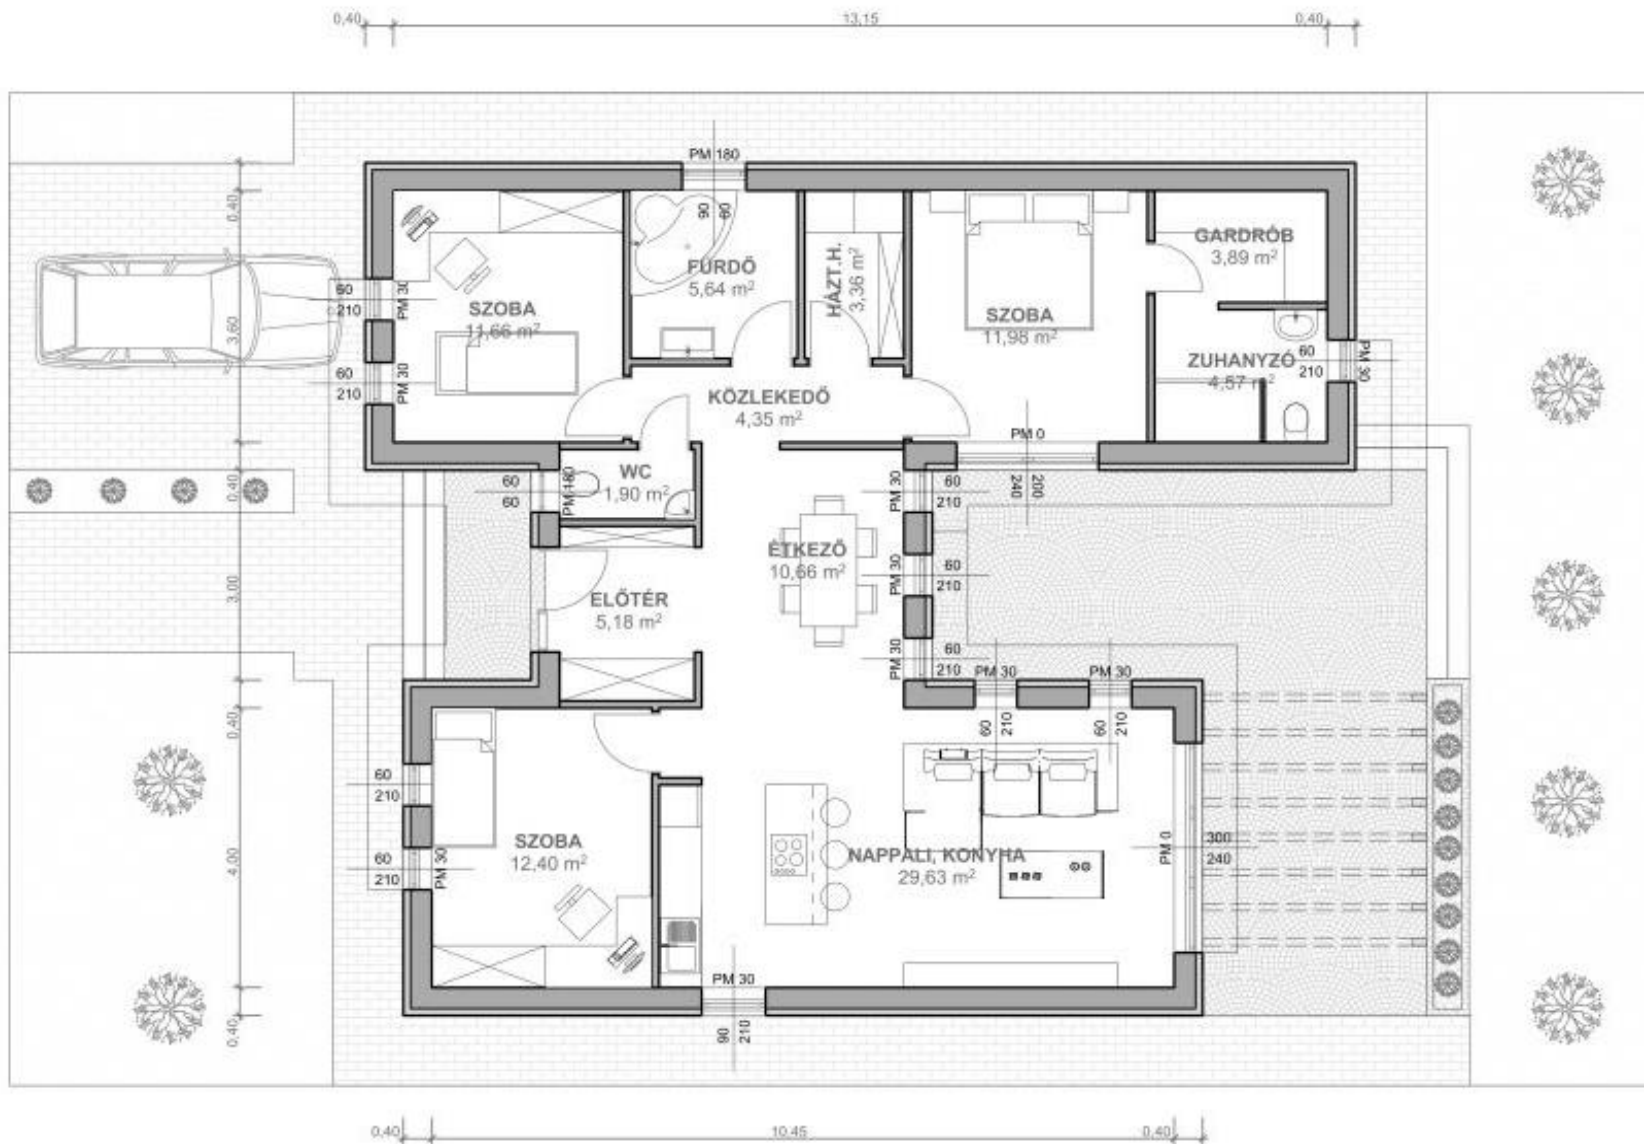 0,40 13,15 0,40
PM 180
90 60
0,40
3,60
0,40
3,00
0,40
4,00
0,40
SZOBA
11,66 m²
FÜRDŐ
5,64 m²
HÁZT.H.
3,36 m²
SZOBA
11,98 m²
GARDRÓB
3,89 m²
ZUHANYZÓ
4,57 m²
60
210
PM 30
60
210
PM 30
60
210
PM 30
KÖZLEKEDŐ
4,35 m²
PM 0
240 200
WC
1,90 m²
60
60
PM 180
PM 30
60
210
ÉTKEZŐ
10,66 m²
PM 30
60
210
ELŐTÉR
5,18 m²
PM 30
60
210
PM 30
60 210
PM 30
60 210
60
210
60
210
PM 30
SZOBA
12,40 m²
NAPPALI, KONYHA
29,63 m²
PM 0
300
240
PM 30
90 210
0,40 10,45 0,40